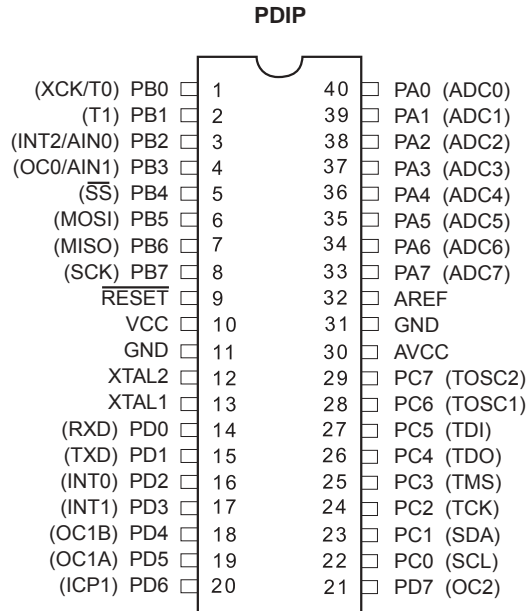 PDIP
(XCK/T0) PB0 1 40 PA0 (ADC0)
(T1) PB1 2 39 PA1 (ADC1)
(INT2/AIN0) PB2 3 38 PA2 (ADC2)
(OC0/AIN1) PB3 4 37 PA3 (ADC3)
(SS) PB4 5 36 PA4 (ADC4)
(MOSI) PB5 6 35 PA5 (ADC5)
(MISO) PB6 7 34 PA6 (ADC6)
(SCK) PB7 8 33 PA7 (ADC7)
RESET 9 32 AREF
VCC 10 31 GND
GND 11 30 AVCC
XTAL2 12 29 PC7 (TOSC2)
XTAL1 13 28 PC6 (TOSC1)
(RXD) PD0 14 27 PC5 (TDI)
(TXD) PD1 15 26 PC4 (TDO)
(INT0) PD2 16 25 PC3 (TMS)
(INT1) PD3 17 24 PC2 (TCK)
(OC1B) PD4 18 23 PC1 (SDA)
(OC1A) PD5 19 22 PC0 (SCL)
(ICP1) PD6 20 21 PD7 (OC2)